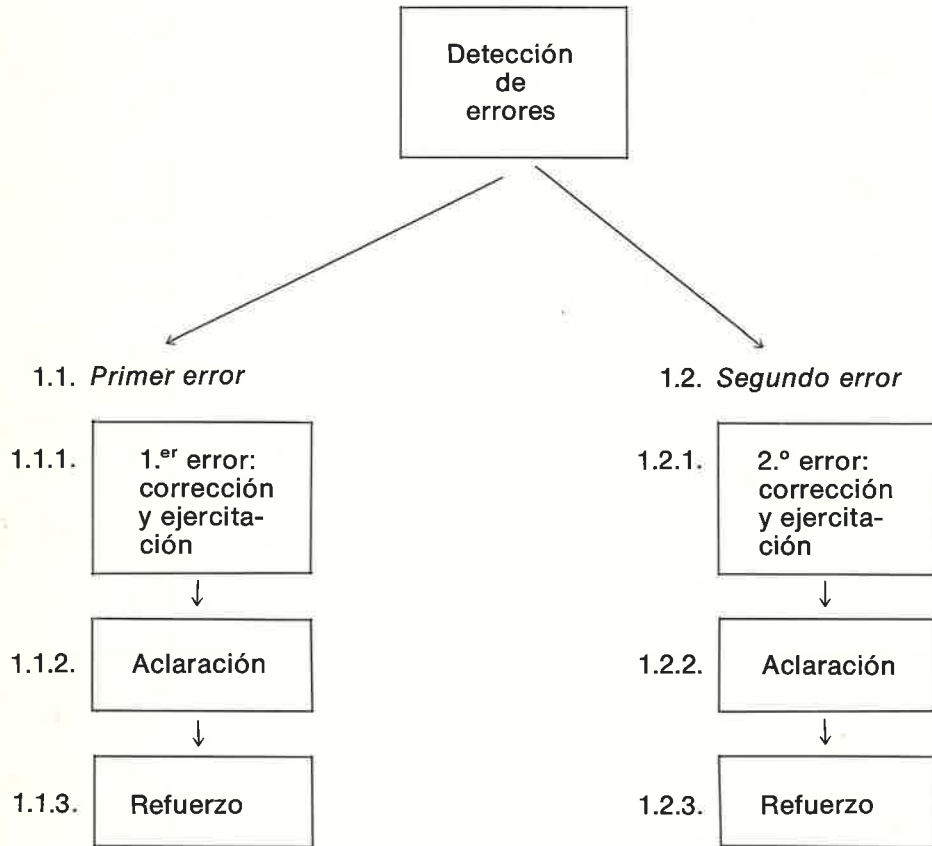 Detección
de
errores
1.1. Primer error
1.1.1. 1.er error:
corrección
y ejercita-
ción
1.1.2. Aclaración
1.1.3. Refuerzo
1.2. Segundo error
1.2.1. 2.º error:
corrección
y ejercita-
ción
1.2.2. Aclaración
1.2.3. Refuerzo